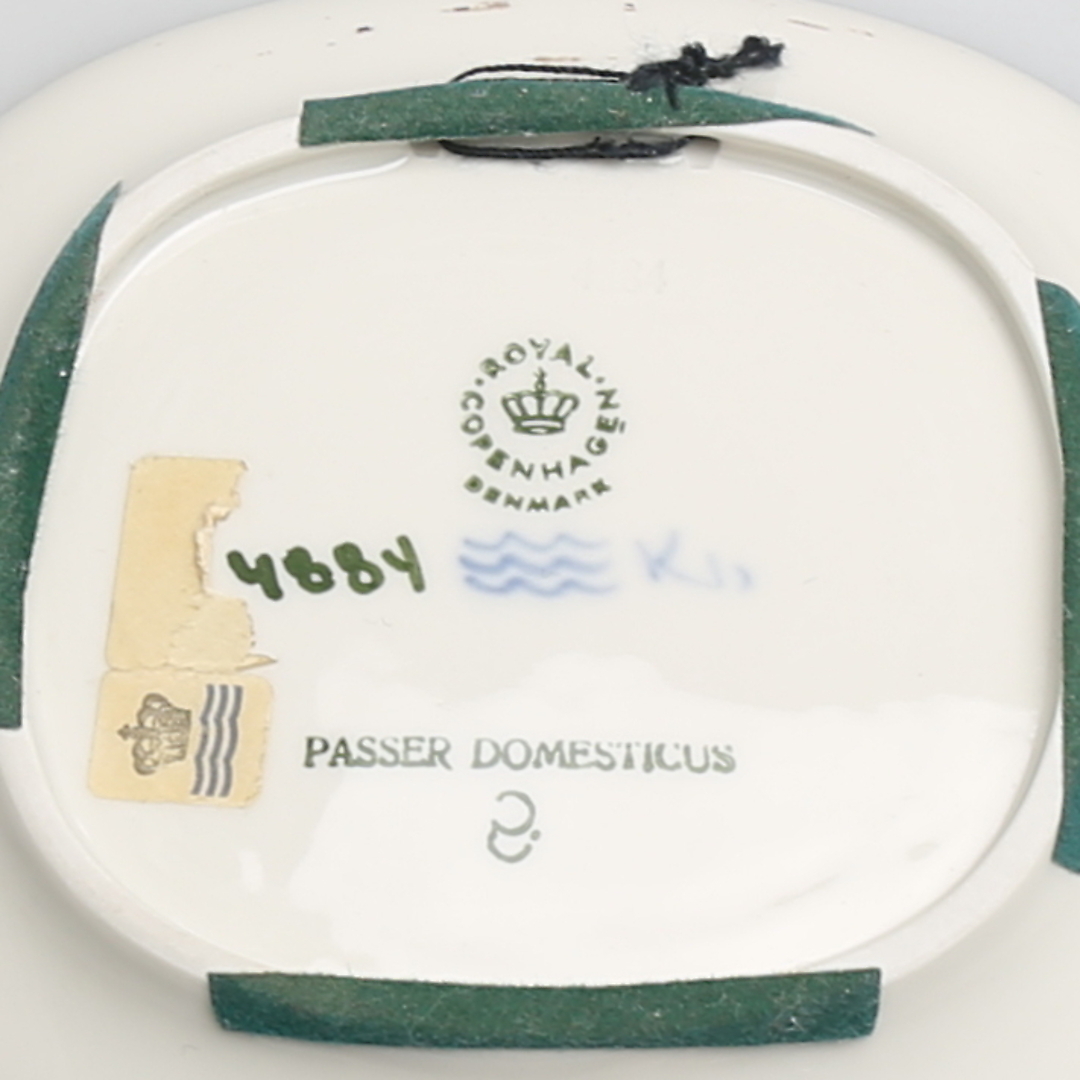 ROYAL
COPENHAGEN
DENMARK
4884
PASSER DOMESTICUS